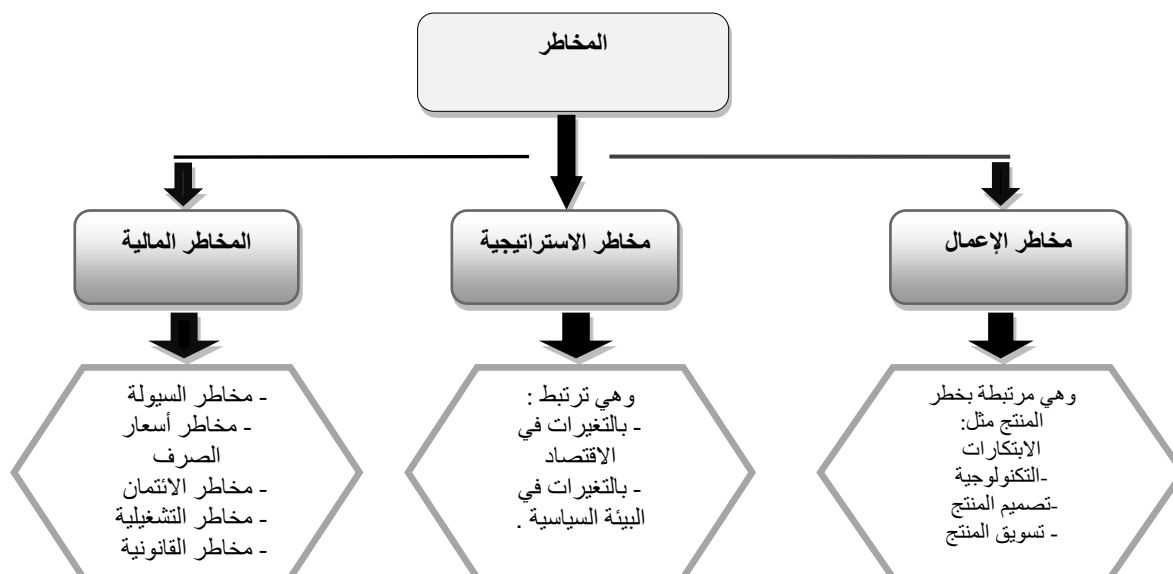 المخاطر
مخاطر الإعمال
مخاطر الاستراتيجية
المخاطر المالية
وهي مرتبطة بخطر
المنتج مثل:
الابتكارات
-التكنولوجية
-تصميم المنتج
- تسويق المنتج
وهي ترتبط :
- بالتغيرات في
الاقتصاد
- بالتغيرات في
البيئة السياسية .
- مخاطر السيولة
- مخاطر أسعار
الصرف
- مخاطر الائتمان
- مخاطر التشغيلية
- مخاطر القانونية